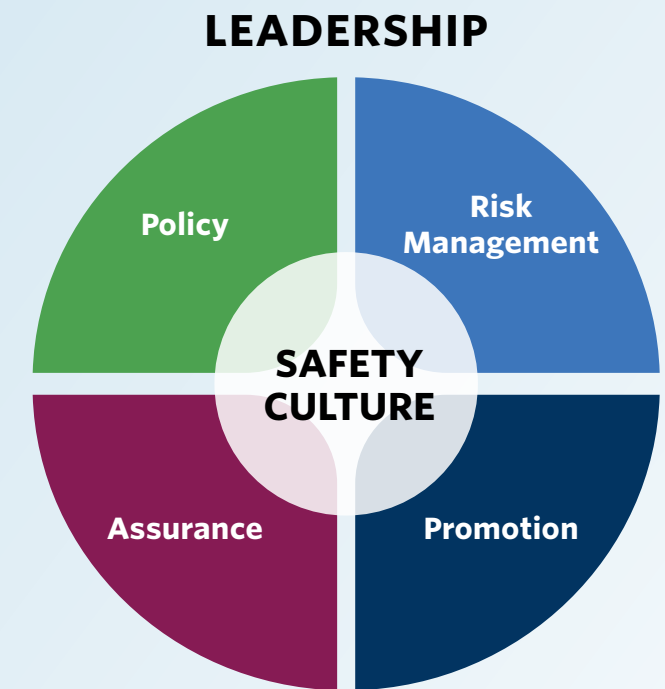 LEADERSHIP
Policy
Risk
Management
SAFETY
CULTURE
Assurance
Promotion